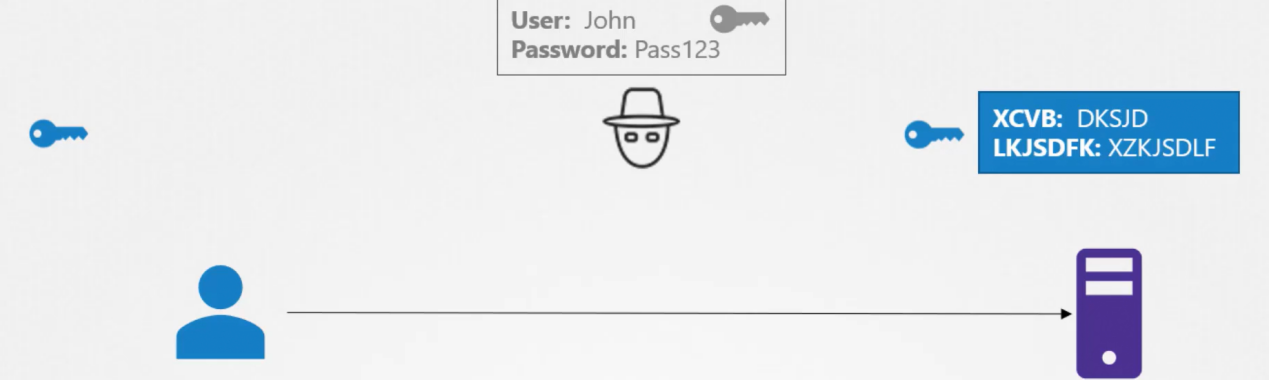 User: John
Password: Pass123
XCVB: DKSJD
LKJSDFK: XZKJSDLF